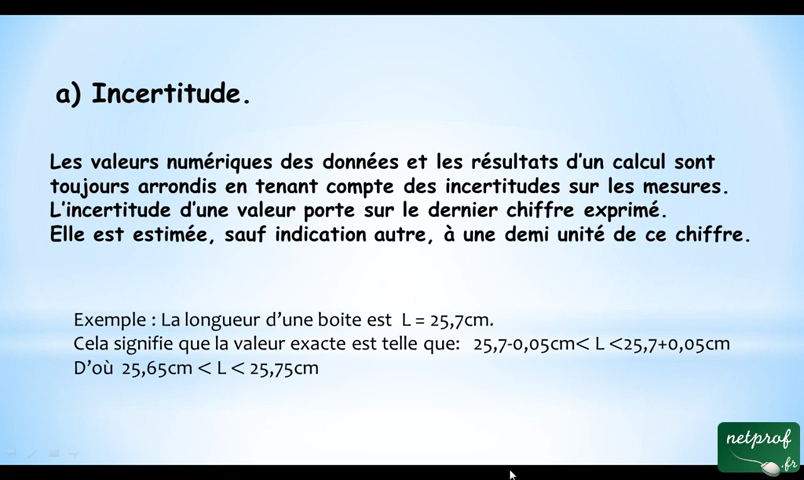 a) Incertitude.
Les valeurs numériques des données et les résultats d'un calcul sont
toujours arrondis en tenant compte des incertitudes sur les mesures.
L'incertitude d'une valeur porte sur le dernier chiffre exprimé.
Elle est estimée, sauf indication autre, à une demi unité de ce chiffre.
Exemple : La longueur d'une boite est L = 25,7cm.
Cela signifie que la valeur exacte est telle que: 25,7-0,05cm< L <25,7+0,05cm
D'où 25,65cm < L < 25,75cm
netprof
.fr